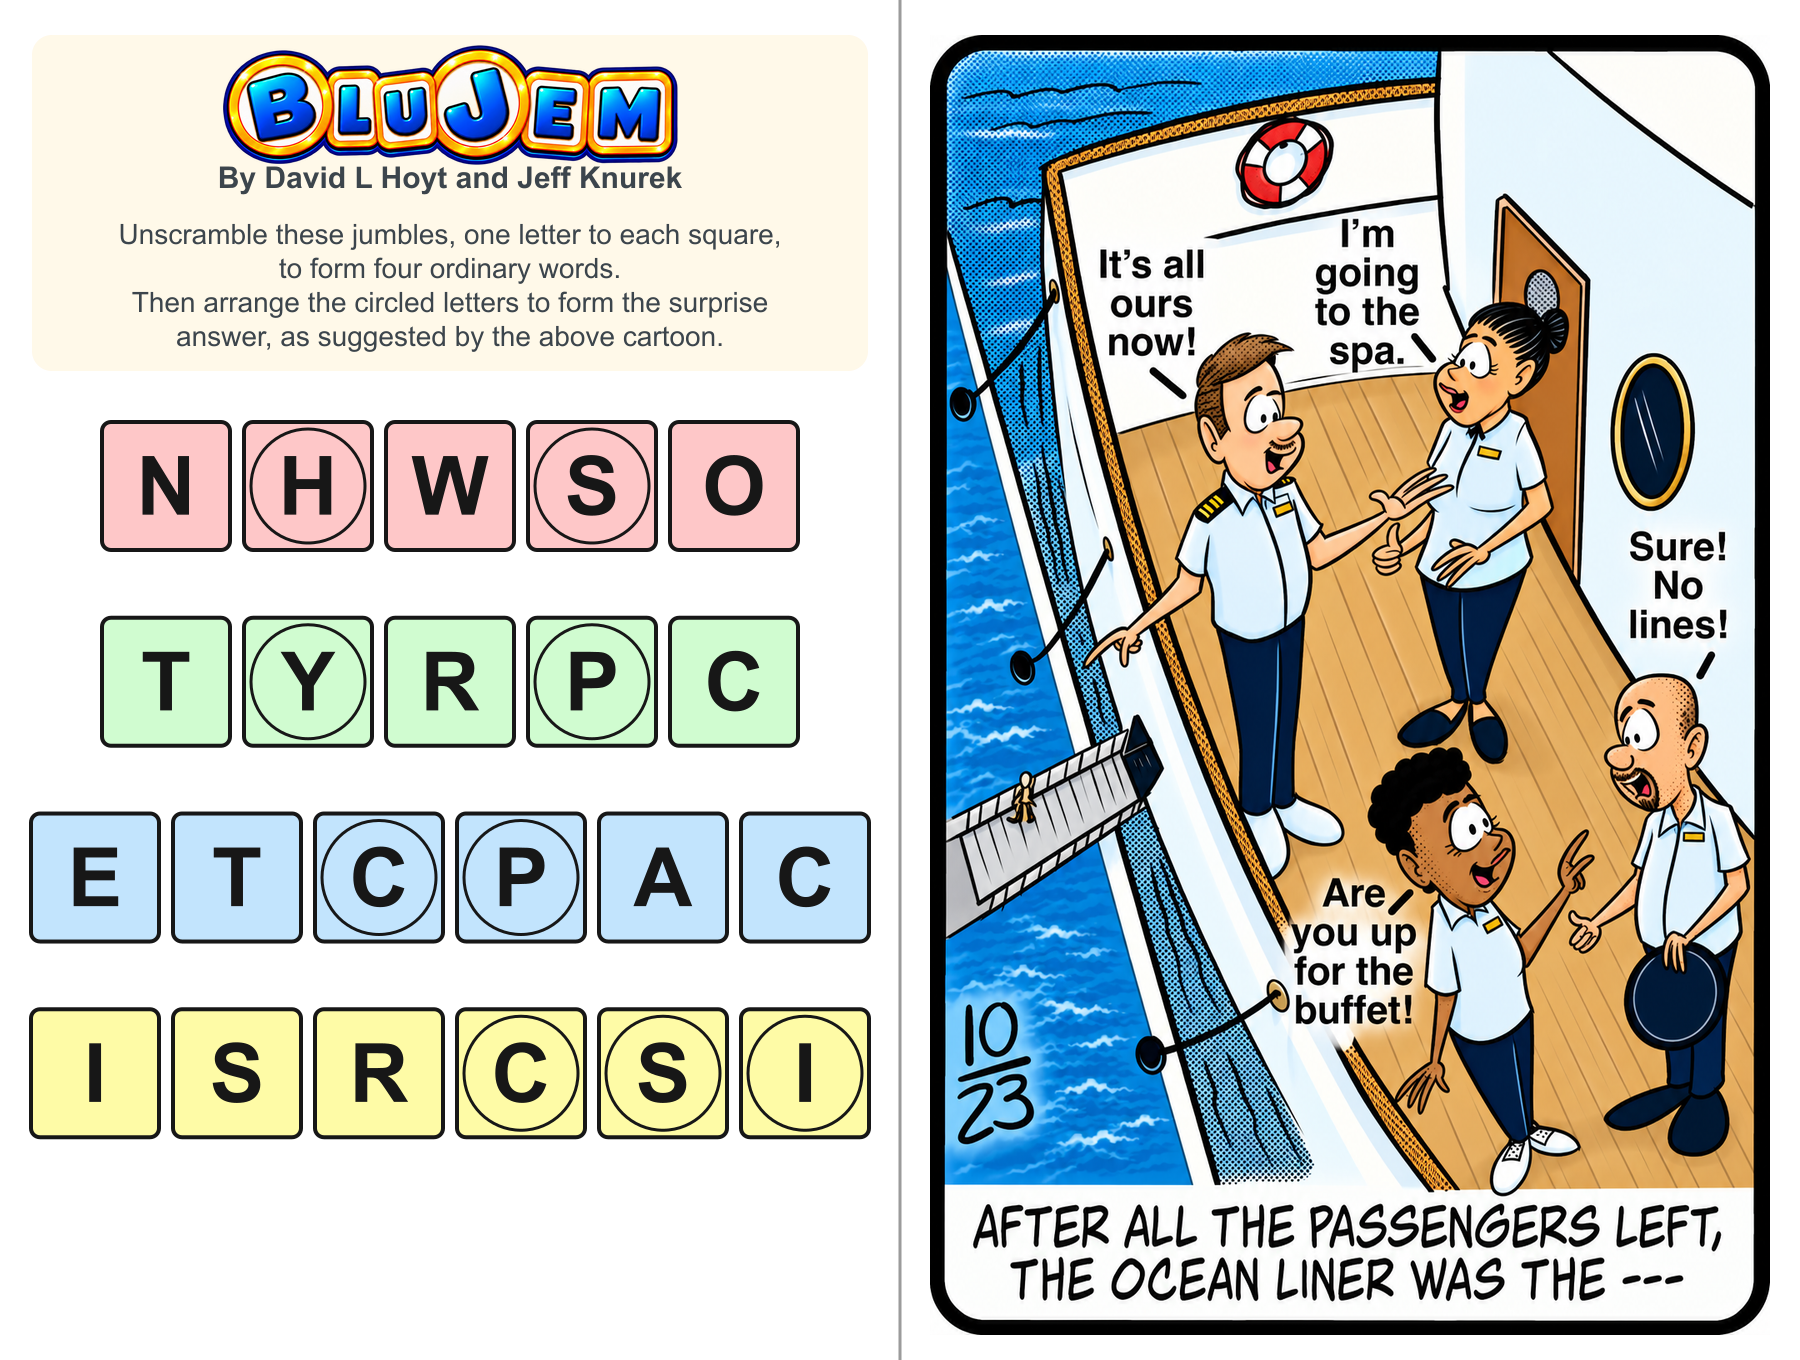 BLUJEM
By David L Hoyt and Jeff Knurek
Unscramble these jumbles, one letter to each square,
to form four ordinary words.
Then arrange the circled letters to form the surprise
answer, as suggested by the above cartoon.
N H W S O
T Y R P C
E T C P A C
I S R C S I
It's all
ours
now!
I'm
going
to the
spa.
Sure!
No
lines!
Are
you up
for the
buffet!
10
23
AFTER ALL THE PASSENGERS LEFT,
THE OCEAN LINER WAS THE ---